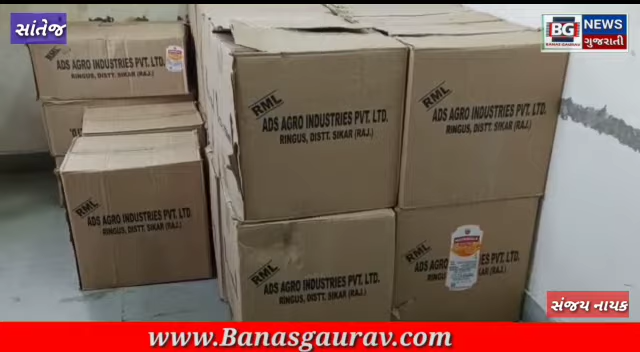 સાંતેજ
BG
BANAS GAURAV
NEWS
ગુજરાતી
RML
ADS AGRO INDUSTRIES PVT. LTD.
RINGUS, DISTT. SIKAR (RAJ.)
RML
ADS AGRO INDUSTRIES PVT. LTD.
RINGUS, DISTT. SIKAR (RAJ.)
RML
ADS AGRO INDUSTRIES PVT. LTD.
RINGUS, DISTT. SIKAR (RAJ.)
RML
ADS AGRO INDUSTRIES PVT. LTD.
RINGUS, DISTT. SIKAR (RAJ.)
RML
ADS AGRO INDUSTRIES PVT. LTD.
RINGUS, DISTT. SIKAR (RAJ.)
RML
ADS AGRO PVT. LTD.
RINGUS, SIKAR (RAJ.)
સંજય નાયક
www.Banasgaurav.com